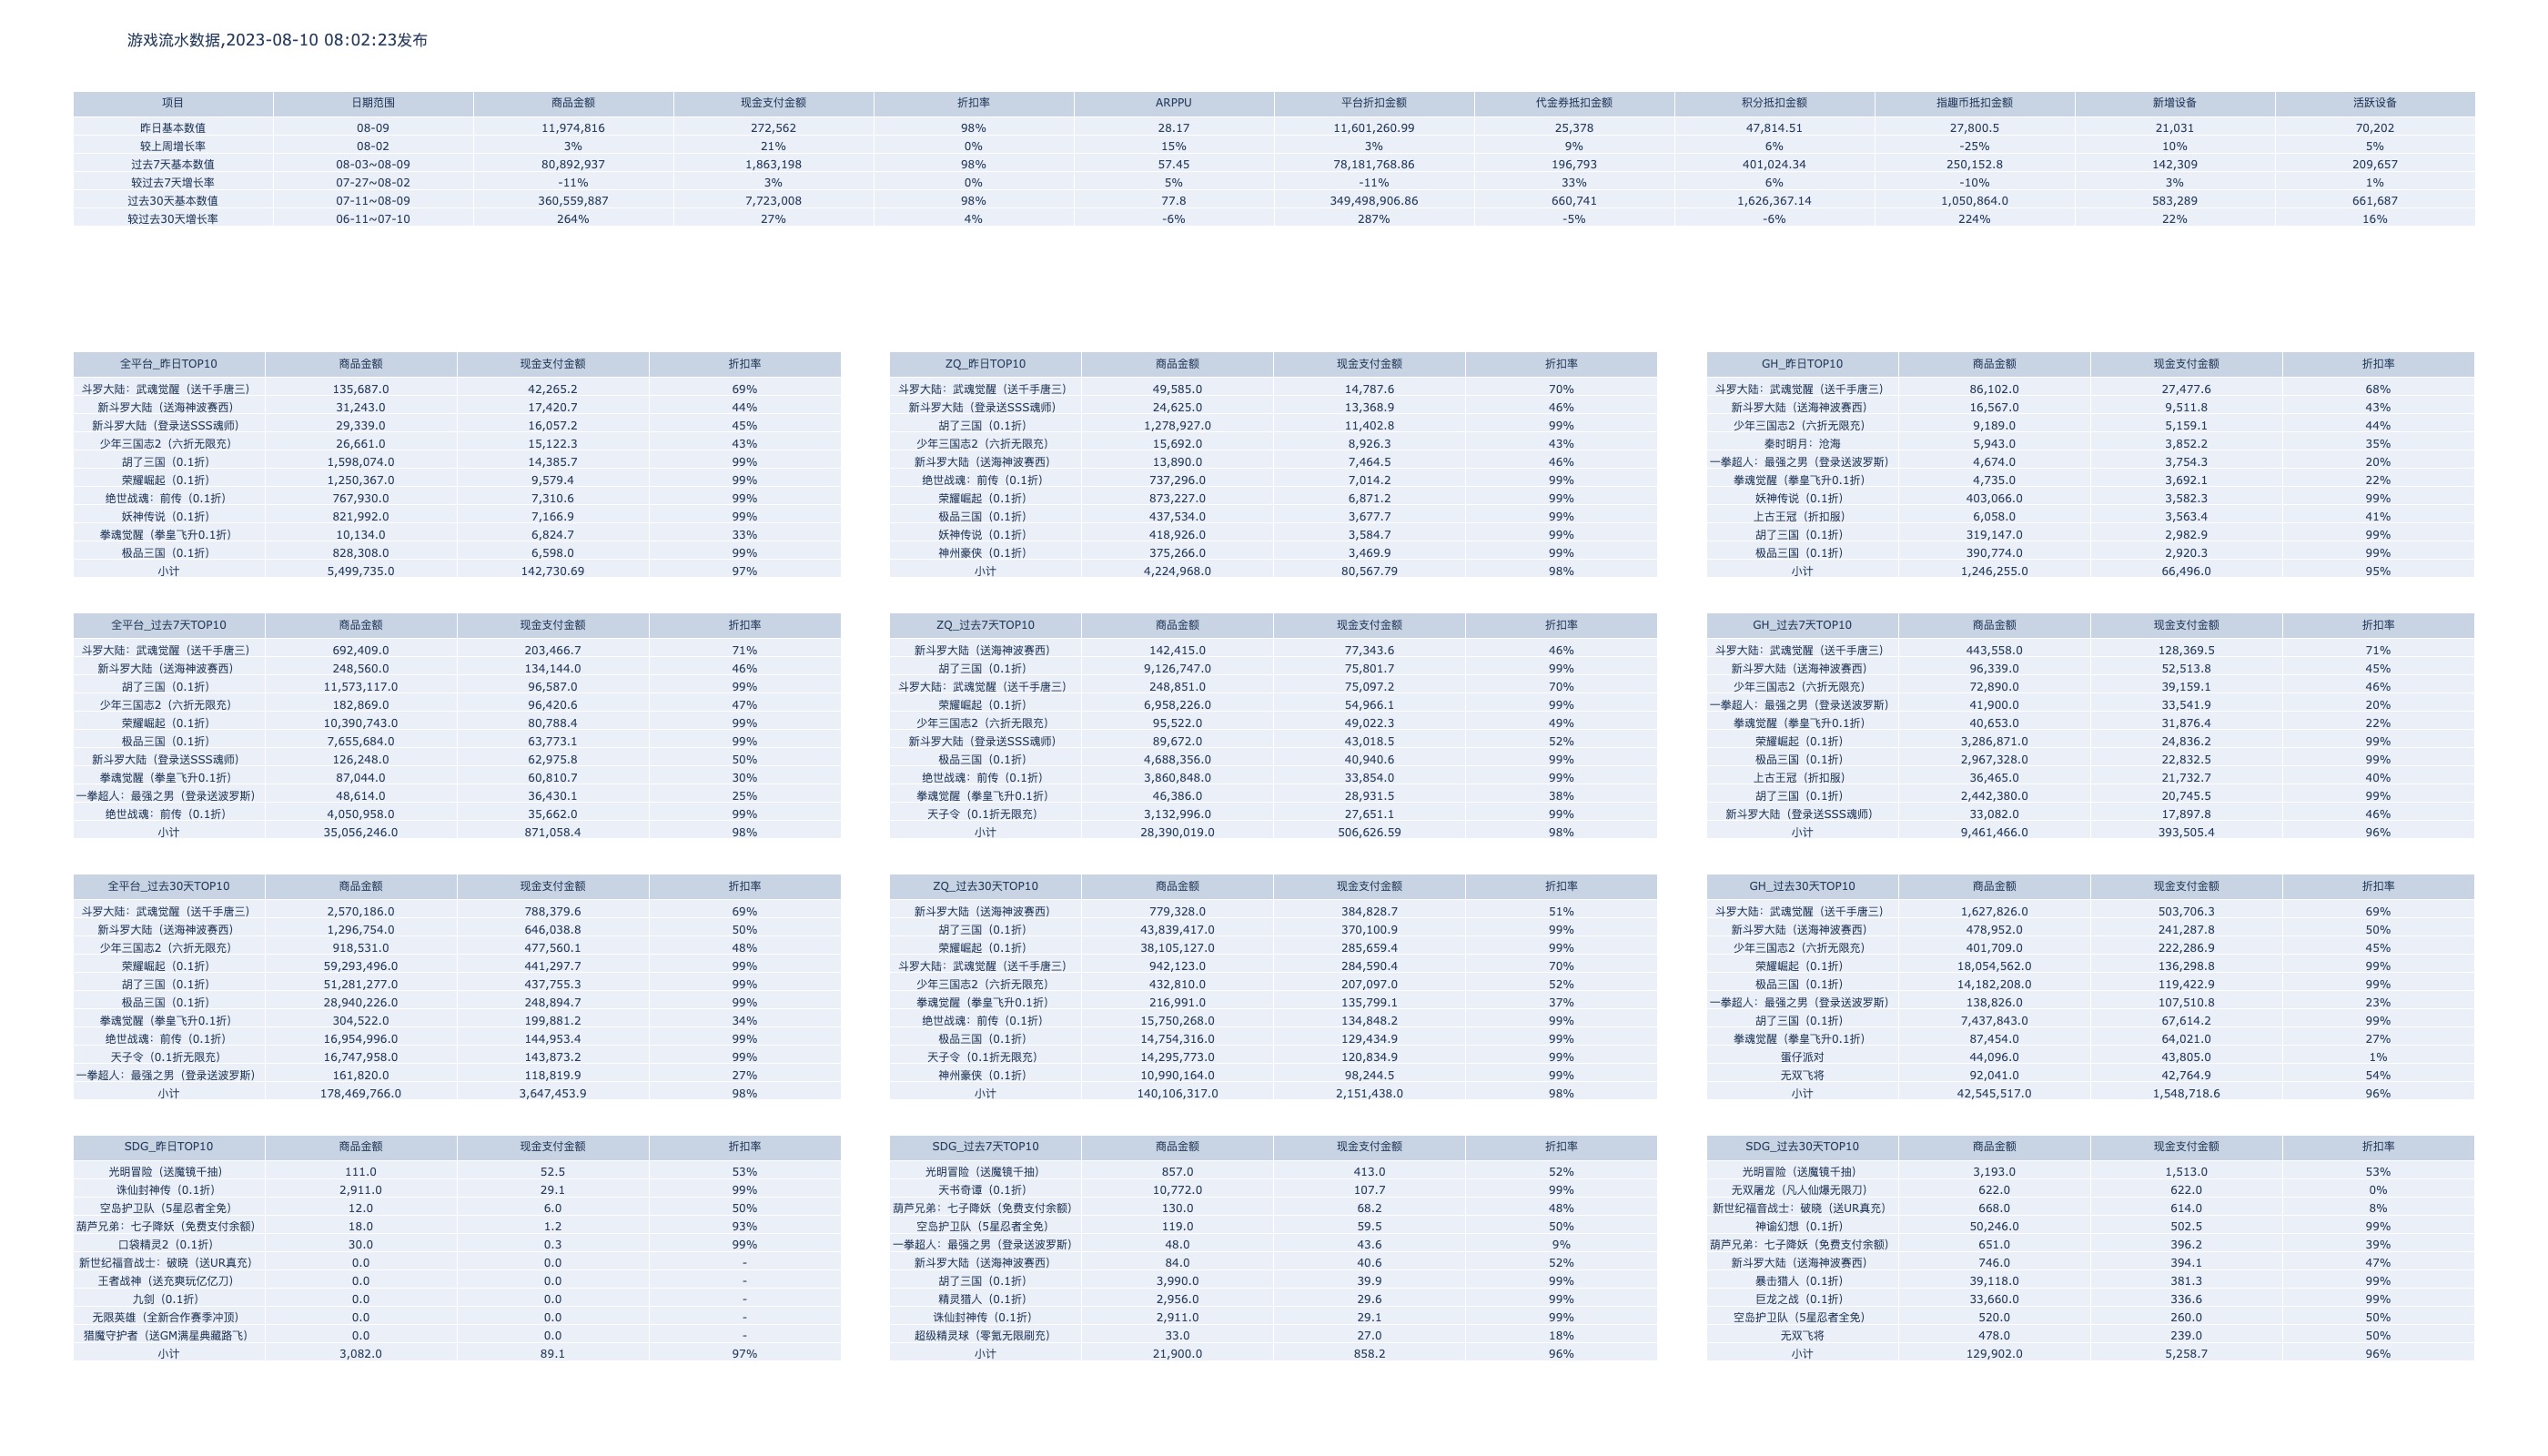 游戏流水数据,2023-08-10 08:02:23发布
项目 日期范围 商品金额 现金支付金额 折扣率 ARPPU 平台折扣金额 代金券抵扣金额 积分抵扣金额 指趣币抵扣金额 新增设备 活跃设备
昨日基本数值 08-09 11,974,816 272,562 98% 28.17 11,601,260.99 25,378 47,814.51 27,800.5 21,031 70,202
较上周增长率 08-02 3% 21% 0% 15% 3% 9% 6% -25% 10% 5%
过去7天基本数值 08-03~08-09 80,892,937 1,863,198 98% 57.45 78,181,768.86 196,793 401,024.34 250,152.8 142,309 209,657
较过去7天增长率 07-27~08-02 -11% 3% 0% 5% -11% 33% 6% -10% 3% 1%
过去30天基本数值 07-11~08-09 360,559,887 7,723,008 98% 77.8 349,498,906.86 660,741 1,626,367.14 1,050,864.0 583,289 661,687
较过去30天增长率 06-11~07-10 264% 27% 4% -6% 287% -5% -6% 224% 22% 16%
全平台_昨日TOP10 商品金额 现金支付金额 折扣率
斗罗大陆：武魂觉醒（送千手唐三） 135,687.0 42,265.2 69%
新斗罗大陆（送海神波赛西） 31,243.0 17,420.7 44%
新斗罗大陆（登录送SSS魂师） 29,339.0 16,057.2 45%
少年三国志2（六折无限充） 26,661.0 15,122.3 43%
胡了三国（0.1折） 1,598,074.0 14,385.7 99%
荣耀崛起（0.1折） 1,250,367.0 9,579.4 99%
绝世战魂：前传（0.1折） 767,930.0 7,310.6 99%
妖神传说（0.1折） 821,992.0 7,166.9 99%
拳魂觉醒（拳皇飞升0.1折） 10,134.0 6,824.7 33%
极品三国（0.1折） 828,308.0 6,598.0 99%
小计 5,499,735.0 142,730.69 97%
ZQ_昨日TOP10 商品金额 现金支付金额 折扣率
斗罗大陆：武魂觉醒（送千手唐三） 49,585.0 14,787.6 70%
新斗罗大陆（登录送SSS魂师） 24,625.0 13,368.9 46%
胡了三国（0.1折） 1,278,927.0 11,402.8 99%
少年三国志2（六折无限充） 15,692.0 8,926.3 43%
新斗罗大陆（送海神波赛西） 13,890.0 7,464.5 46%
绝世战魂：前传（0.1折） 737,296.0 7,014.2 99%
荣耀崛起（0.1折） 873,227.0 6,871.2 99%
极品三国（0.1折） 437,534.0 3,677.7 99%
妖神传说（0.1折） 418,926.0 3,584.7 99%
神州豪侠（0.1折） 375,266.0 3,469.9 99%
小计 4,224,968.0 80,567.79 98%
GH_昨日TOP10 商品金额 现金支付金额 折扣率
斗罗大陆：武魂觉醒（送千手唐三） 86,102.0 27,477.6 68%
新斗罗大陆（送海神波赛西） 16,567.0 9,511.8 43%
少年三国志2（六折无限充） 9,189.0 5,159.1 44%
秦时明月：沧海 5,943.0 3,852.2 35%
一拳超人：最强之男（登录送波罗斯） 4,674.0 3,754.3 20%
拳魂觉醒（拳皇飞升0.1折） 4,735.0 3,692.1 22%
妖神传说（0.1折） 403,066.0 3,582.3 99%
上古王冠（折扣服） 6,058.0 3,563.4 41%
胡了三国（0.1折） 319,147.0 2,982.9 99%
极品三国（0.1折） 390,774.0 2,920.3 99%
小计 1,246,255.0 66,496.0 95%
全平台_过去7天TOP10 商品金额 现金支付金额 折扣率
斗罗大陆：武魂觉醒（送千手唐三） 692,409.0 203,466.7 71%
新斗罗大陆（送海神波赛西） 248,560.0 134,144.0 46%
胡了三国（0.1折） 11,573,117.0 96,587.0 99%
少年三国志2（六折无限充） 182,869.0 96,420.6 47%
荣耀崛起（0.1折） 10,390,743.0 80,788.4 99%
极品三国（0.1折） 7,655,684.0 63,773.1 99%
新斗罗大陆（登录送SSS魂师） 126,248.0 62,975.8 50%
拳魂觉醒（拳皇飞升0.1折） 87,044.0 60,810.7 30%
一拳超人：最强之男（登录送波罗斯） 48,614.0 36,430.1 25%
绝世战魂：前传（0.1折） 4,050,958.0 35,662.0 99%
小计 35,056,246.0 871,058.4 98%
ZQ_过去7天TOP10 商品金额 现金支付金额 折扣率
新斗罗大陆（送海神波赛西） 142,415.0 77,343.6 46%
胡了三国（0.1折） 9,126,747.0 75,801.7 99%
斗罗大陆：武魂觉醒（送千手唐三） 248,851.0 75,097.2 70%
荣耀崛起（0.1折） 6,958,226.0 54,966.1 99%
少年三国志2（六折无限充） 95,522.0 49,022.3 49%
新斗罗大陆（登录送SSS魂师） 89,672.0 43,018.5 52%
极品三国（0.1折） 4,688,356.0 40,940.6 99%
绝世战魂：前传（0.1折） 3,860,848.0 33,854.0 99%
拳魂觉醒（拳皇飞升0.1折） 46,386.0 28,931.5 38%
天子令（0.1折无限充） 3,132,996.0 27,651.1 99%
小计 28,390,019.0 506,626.59 98%
GH_过去7天TOP10 商品金额 现金支付金额 折扣率
斗罗大陆：武魂觉醒（送千手唐三） 443,558.0 128,369.5 71%
新斗罗大陆（送海神波赛西） 96,339.0 52,513.8 45%
少年三国志2（六折无限充） 72,890.0 39,159.1 46%
一拳超人：最强之男（登录送波罗斯） 41,900.0 33,541.9 20%
拳魂觉醒（拳皇飞升0.1折） 40,653.0 31,876.4 22%
荣耀崛起（0.1折） 3,286,871.0 24,836.2 99%
极品三国（0.1折） 2,967,328.0 22,832.5 99%
上古王冠（折扣服） 36,465.0 21,732.7 40%
胡了三国（0.1折） 2,442,380.0 20,745.5 99%
新斗罗大陆（登录送SSS魂师） 33,082.0 17,897.8 46%
小计 9,461,466.0 393,505.4 96%
全平台_过去30天TOP10 商品金额 现金支付金额 折扣率
斗罗大陆：武魂觉醒（送千手唐三） 2,570,186.0 788,379.6 69%
新斗罗大陆（送海神波赛西） 1,296,754.0 646,038.8 50%
少年三国志2（六折无限充） 918,531.0 477,560.1 48%
荣耀崛起（0.1折） 59,293,496.0 441,297.7 99%
胡了三国（0.1折） 51,281,277.0 437,755.3 99%
极品三国（0.1折） 28,940,226.0 248,894.7 99%
拳魂觉醒（拳皇飞升0.1折） 304,522.0 199,881.2 34%
绝世战魂：前传（0.1折） 16,954,996.0 144,953.4 99%
天子令（0.1折无限充） 16,747,958.0 143,873.2 99%
一拳超人：最强之男（登录送波罗斯） 161,820.0 118,819.9 27%
小计 178,469,766.0 3,647,453.9 98%
ZQ_过去30天TOP10 商品金额 现金支付金额 折扣率
新斗罗大陆（送海神波赛西） 779,328.0 384,828.7 51%
胡了三国（0.1折） 43,839,417.0 370,100.9 99%
荣耀崛起（0.1折） 38,105,127.0 285,659.4 99%
斗罗大陆：武魂觉醒（送千手唐三） 942,123.0 284,590.4 70%
少年三国志2（六折无限充） 432,810.0 207,097.0 52%
拳魂觉醒（拳皇飞升0.1折） 216,991.0 135,799.1 37%
绝世战魂：前传（0.1折） 15,750,268.0 134,848.2 99%
极品三国（0.1折） 14,754,316.0 129,434.9 99%
天子令（0.1折无限充） 14,295,773.0 120,834.9 99%
神州豪侠（0.1折） 10,990,164.0 98,244.5 99%
小计 140,106,317.0 2,151,438.0 98%
GH_过去30天TOP10 商品金额 现金支付金额 折扣率
斗罗大陆：武魂觉醒（送千手唐三） 1,627,826.0 503,706.3 69%
新斗罗大陆（送海神波赛西） 478,952.0 241,287.8 50%
少年三国志2（六折无限充） 401,709.0 222,286.9 45%
荣耀崛起（0.1折） 18,054,562.0 136,298.8 99%
极品三国（0.1折） 14,182,208.0 119,422.9 99%
一拳超人：最强之男（登录送波罗斯） 138,826.0 107,510.8 23%
胡了三国（0.1折） 7,437,843.0 67,614.2 99%
拳魂觉醒（拳皇飞升0.1折） 87,454.0 64,021.0 27%
蛋仔派对 44,096.0 43,805.0 1%
无双飞将 92,041.0 42,764.9 54%
小计 42,545,517.0 1,548,718.6 96%
SDG_昨日TOP10 商品金额 现金支付金额 折扣率
光明冒险（送魔镜千抽） 111.0 52.5 53%
诛仙封神传（0.1折） 2,911.0 29.1 99%
空岛护卫队（5星忍者全免） 12.0 6.0 50%
葫芦兄弟：七子降妖（免费支付余额） 18.0 1.2 93%
口袋精灵2（0.1折） 30.0 0.3 99%
新世纪福音战士：破晓（送UR真充） 0.0 0.0 -
王者战神（送充爽玩亿亿刀） 0.0 0.0 -
九剑（0.1折） 0.0 0.0 -
无限英雄（全新合作赛季冲顶） 0.0 0.0 -
猎魔守护者（送GM满星典藏路飞） 0.0 0.0 -
小计 3,082.0 89.1 97%
SDG_过去7天TOP10 商品金额 现金支付金额 折扣率
光明冒险（送魔镜千抽） 857.0 413.0 52%
天书奇谭（0.1折） 10,772.0 107.7 99%
葫芦兄弟：七子降妖（免费支付余额） 130.0 68.2 48%
空岛护卫队（5星忍者全免） 119.0 59.5 50%
一拳超人：最强之男（登录送波罗斯） 48.0 43.6 9%
新斗罗大陆（送海神波赛西） 84.0 40.6 52%
胡了三国（0.1折） 3,990.0 39.9 99%
精灵猎人（0.1折） 2,956.0 29.6 99%
诛仙封神传（0.1折） 2,911.0 29.1 99%
超级精灵球（零氪无限刷充） 33.0 27.0 18%
小计 21,900.0 858.2 96%
SDG_过去30天TOP10 商品金额 现金支付金额 折扣率
光明冒险（送魔镜千抽） 3,193.0 1,513.0 53%
无双屠龙（凡人仙爆无限刀） 622.0 622.0 0%
新世纪福音战士：破晓（送UR真充） 668.0 614.0 8%
神谕幻想（0.1折） 50,246.0 502.5 99%
葫芦兄弟：七子降妖（免费支付余额） 651.0 396.2 39%
新斗罗大陆（送海神波赛西） 746.0 394.1 47%
暴击猎人（0.1折） 39,118.0 381.3 99%
巨龙之战（0.1折） 33,660.0 336.6 99%
空岛护卫队（5星忍者全免） 520.0 260.0 50%
无双飞将 478.0 239.0 50%
小计 129,902.0 5,258.7 96%